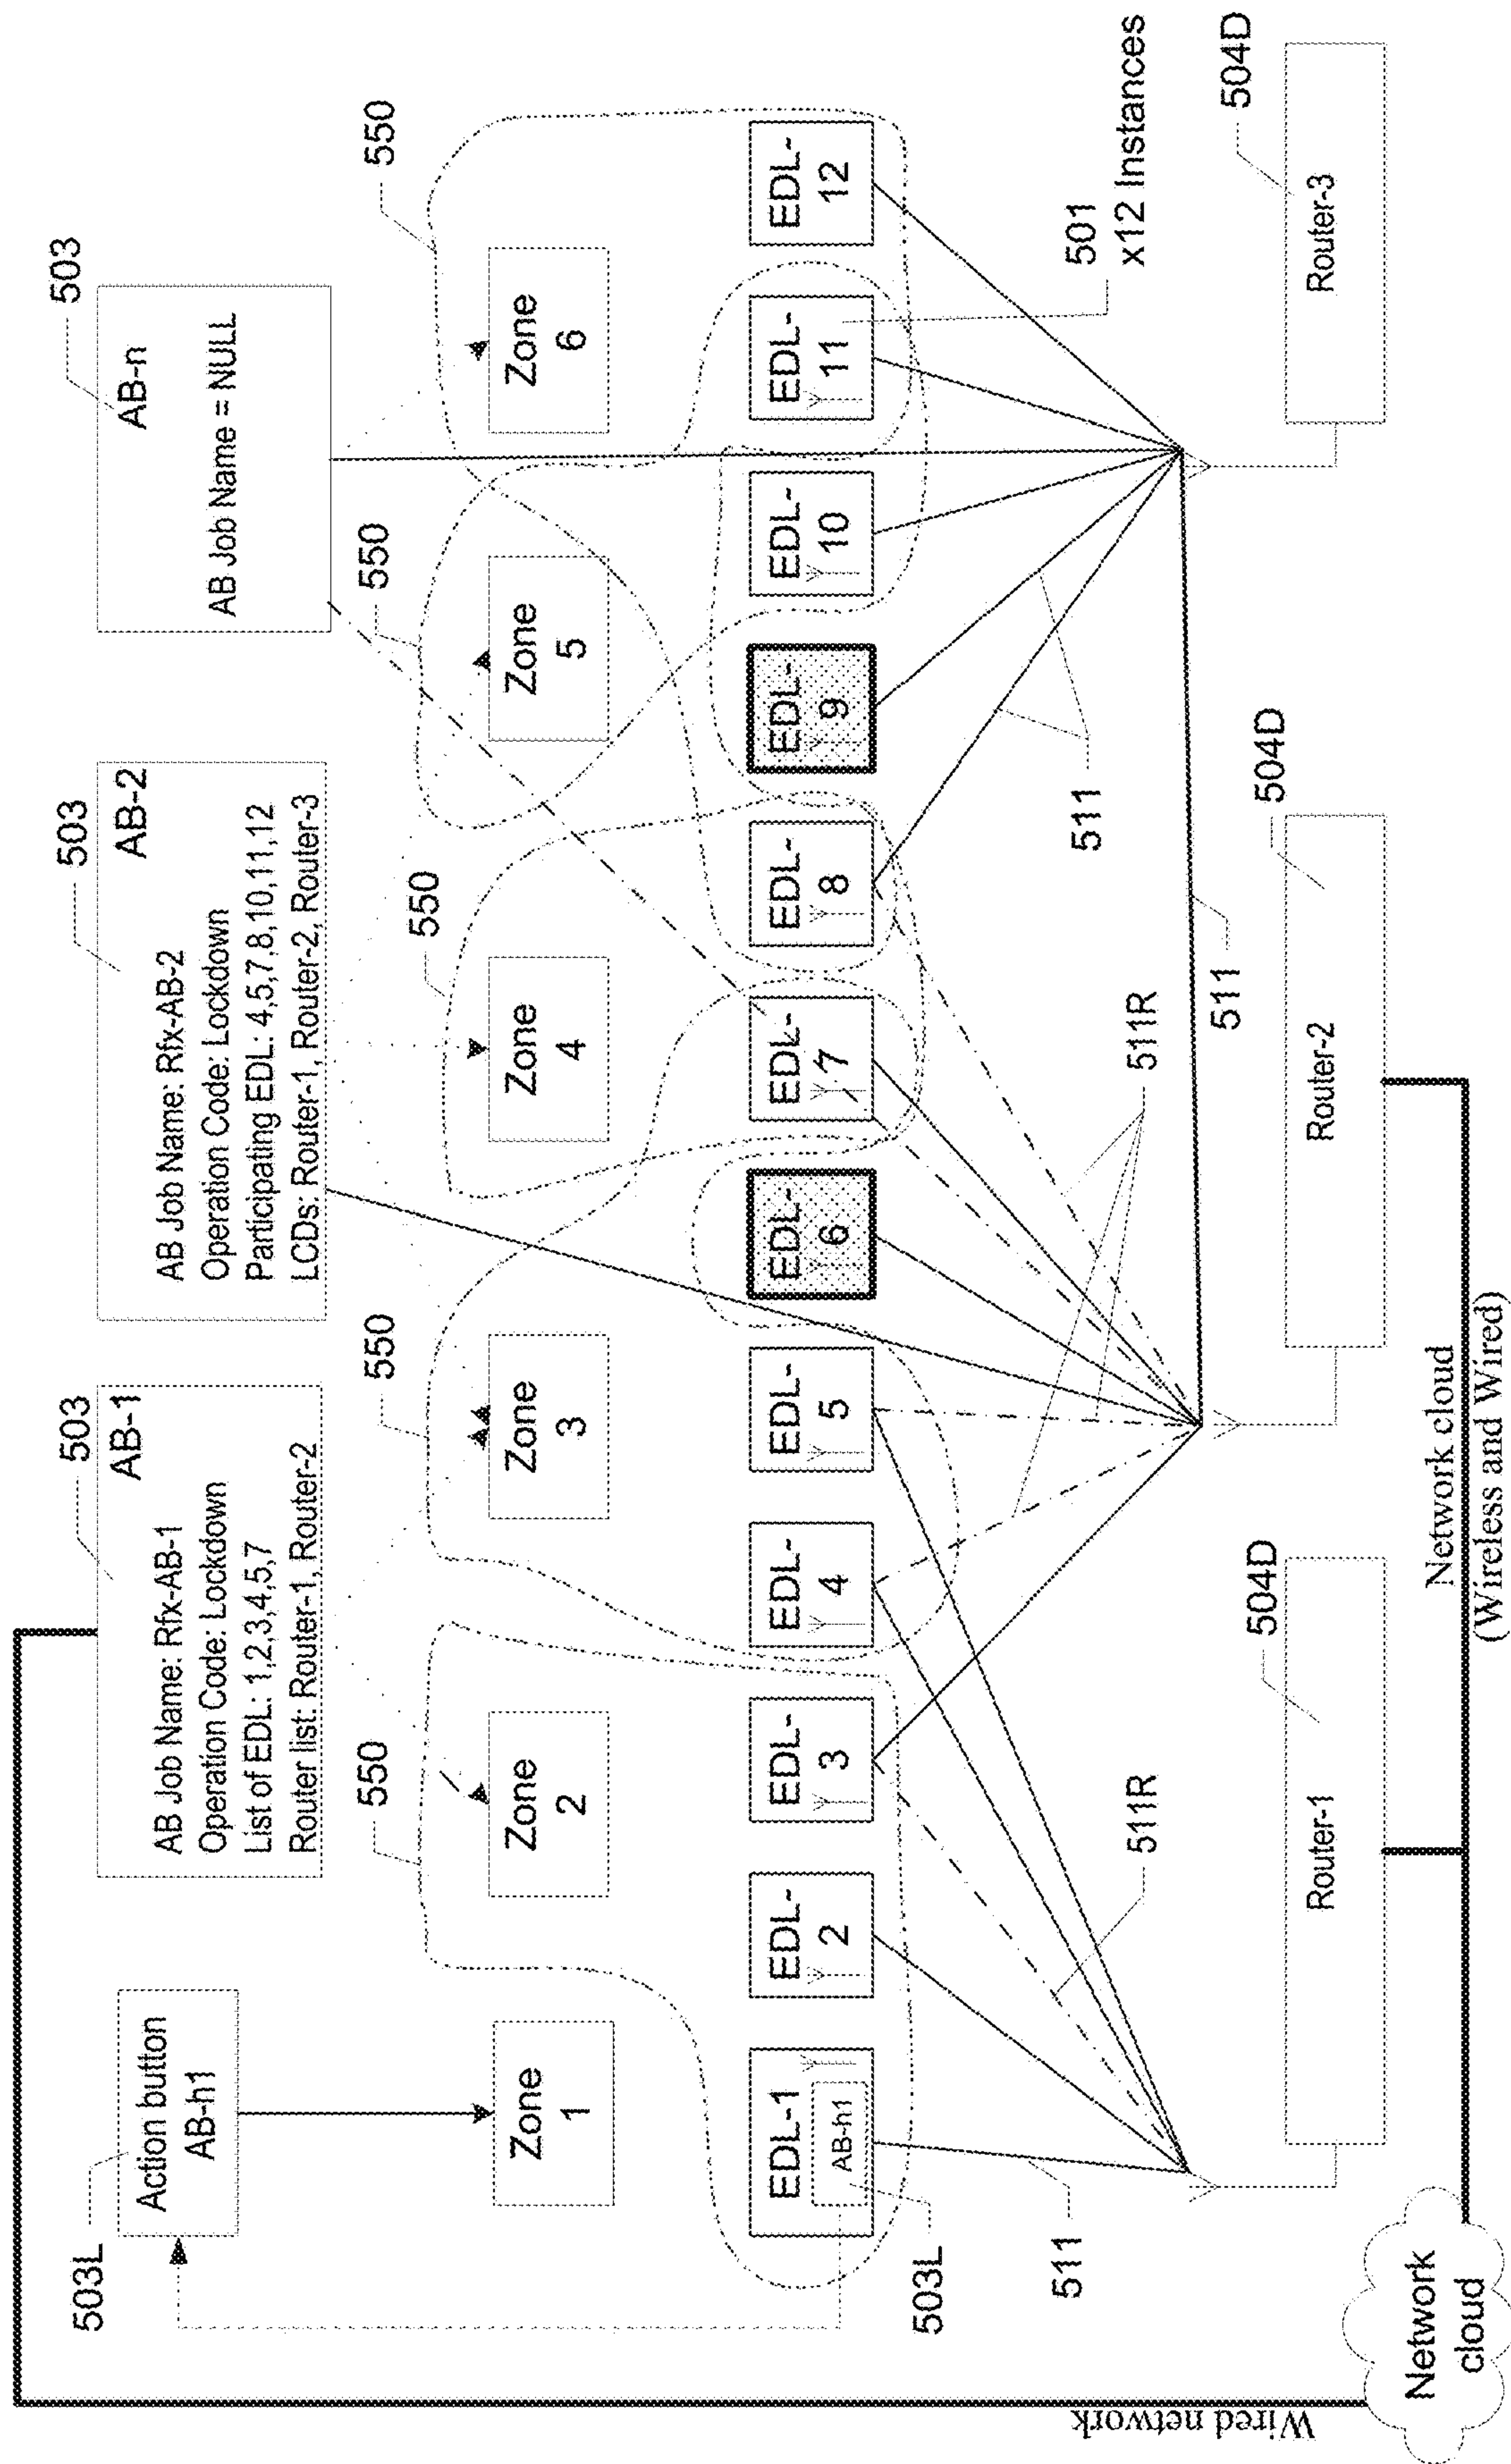 503L
Action button
AB-h1
503
AB-1
AB Job Name: Rfx-AB-1
Operation Code: Lockdown
List of EDL: 1,2,3,4,5,7
Router list: Router-1, Router-2
503
AB-2
AB Job Name: Rfx-AB-2
Operation Code: Lockdown
Participating EDL: 4,5,7,8,10,11,12
LCDs: Router-1, Router-2, Router-3
503
AB-n
AB Job Name = NULL
550
550
550
550
550
Zone
1
Zone
2
Zone
3
Zone
4
Zone
5
Zone
6
EDL-1
AB-h1
EDL-
2
EDL-
3
EDL-
4
EDL-
5
EDL-
6
EDL-
7
EDL-
8
EDL-
9
EDL-
10
EDL-
11
EDL-
12
503L
511
511R
511R
511
511
501
x12 Instances
504D
504D
504D
Router-1
Router-2
Router-3
Wired network
Network
cloud
Network cloud
(Wireless and Wired)